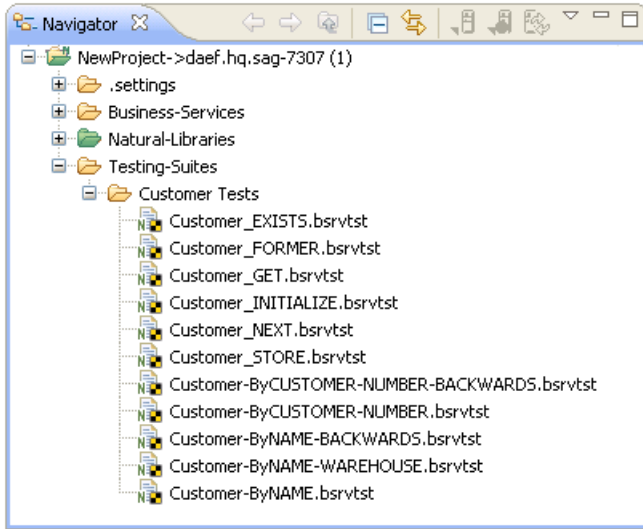 Navigator
NewProject->daef.hq.sag-7307 (1)
.settings
Business-Services
Natural-Libraries
Testing-Suites
Customer Tests
Customer_EXISTS.bsrvtst
Customer_FORMER.bsrvtst
Customer_GET.bsrvtst
Customer_INITIALIZE.bsrvtst
Customer_NEXT.bsrvtst
Customer_STORE.bsrvtst
Customer-ByCUSTOMER-NUMBER-BACKWARDS.bsrvtst
Customer-ByCUSTOMER-NUMBER.bsrvtst
Customer-ByNAME-BACKWARDS.bsrvtst
Customer-ByNAME-WAREHOUSE.bsrvtst
Customer-ByNAME.bsrvtst